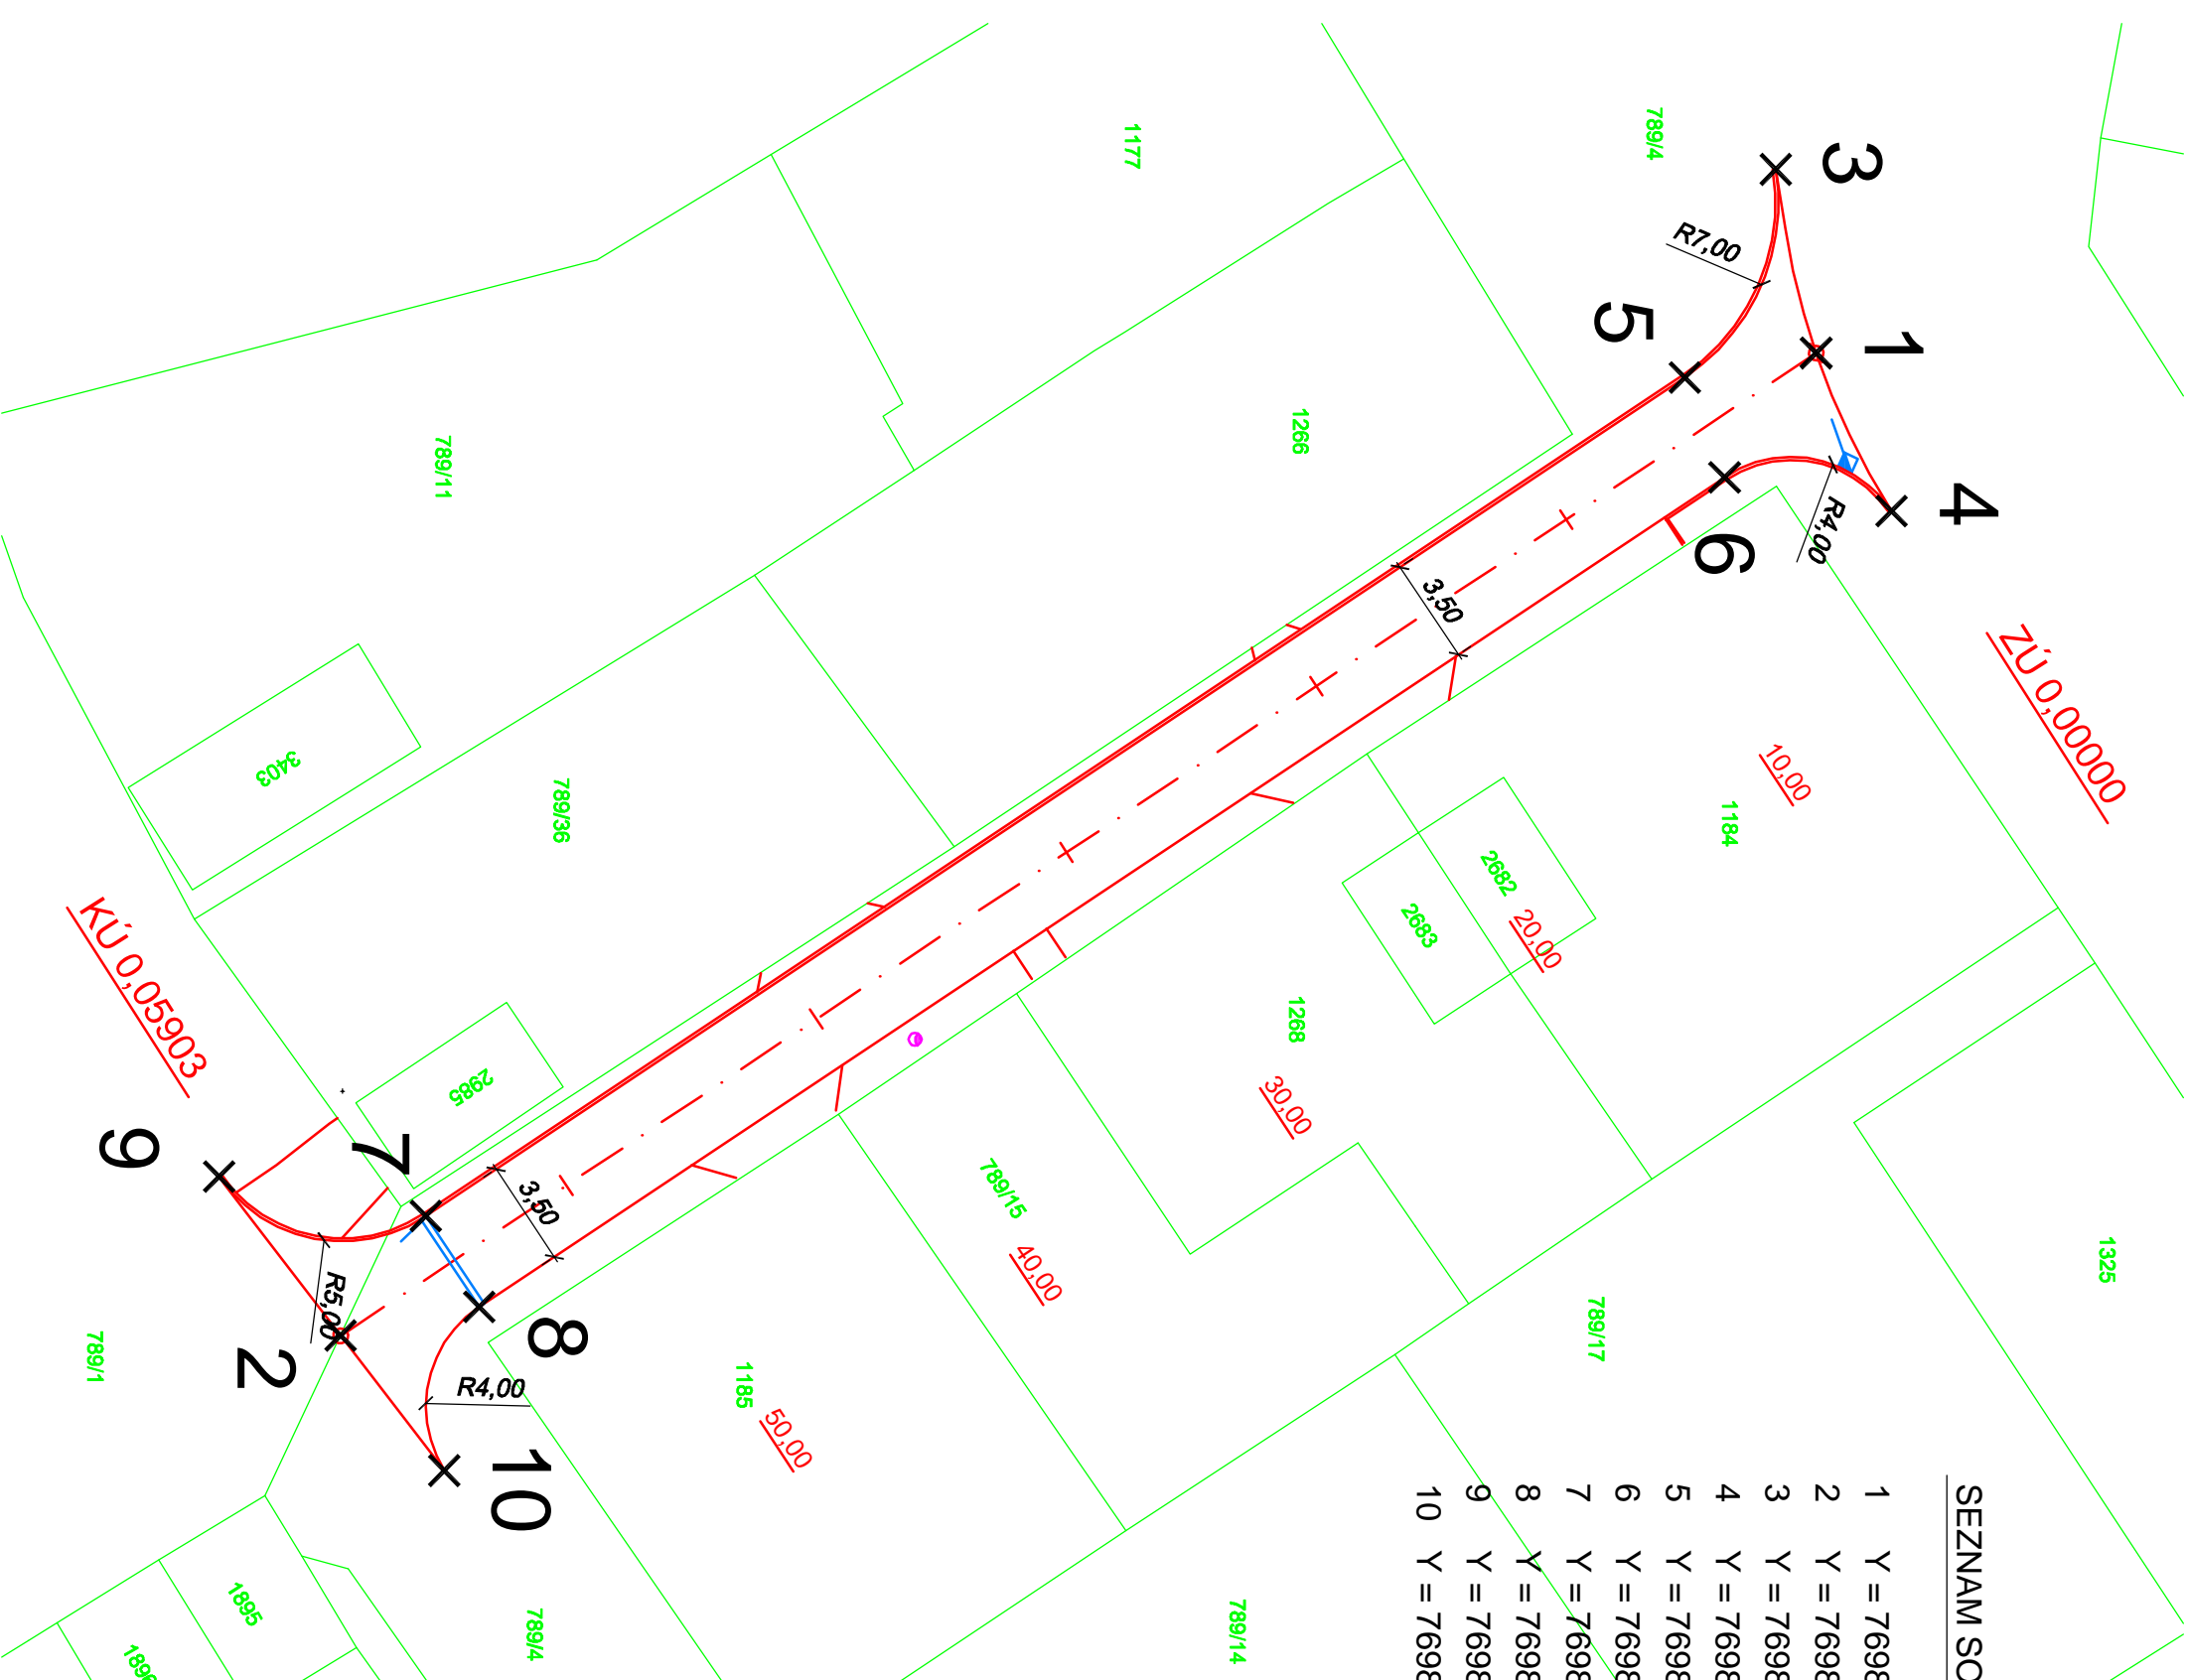 SEZNAM SO
1 Y = 7698
2 Y = 7698
3 Y = 7698
4 Y = 7698
5 Y = 7698
6 Y = 7698
7 Y = 7698
8 Y = 7698
9 Y = 7698
10 Y = 7698
ZÚ 0,00000
10,00
20,00
30,00
40,00
50,00
KÚ 0,05903
1
2
3
4
5
6
7
8
9
10
R7,00
R4,00
3,50
3,50
R5,00
R4,00
789/4
1177
1266
789/11
3403
789/36
2985
1184
2682
2683
1268
789/15
1325
789/17
1185
789/1
789/14
789/4
1895